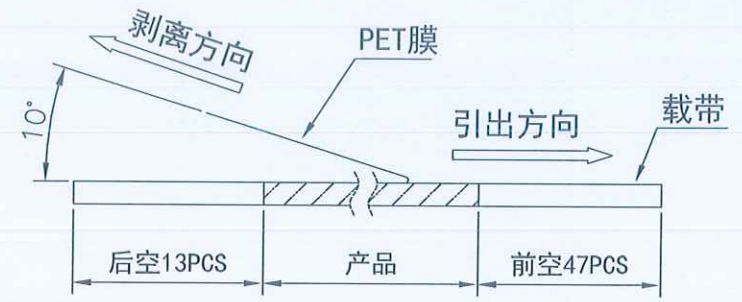 剥离方向
PET膜
10°
引出方向
载带
后空13PCS
产品
前空47PCS